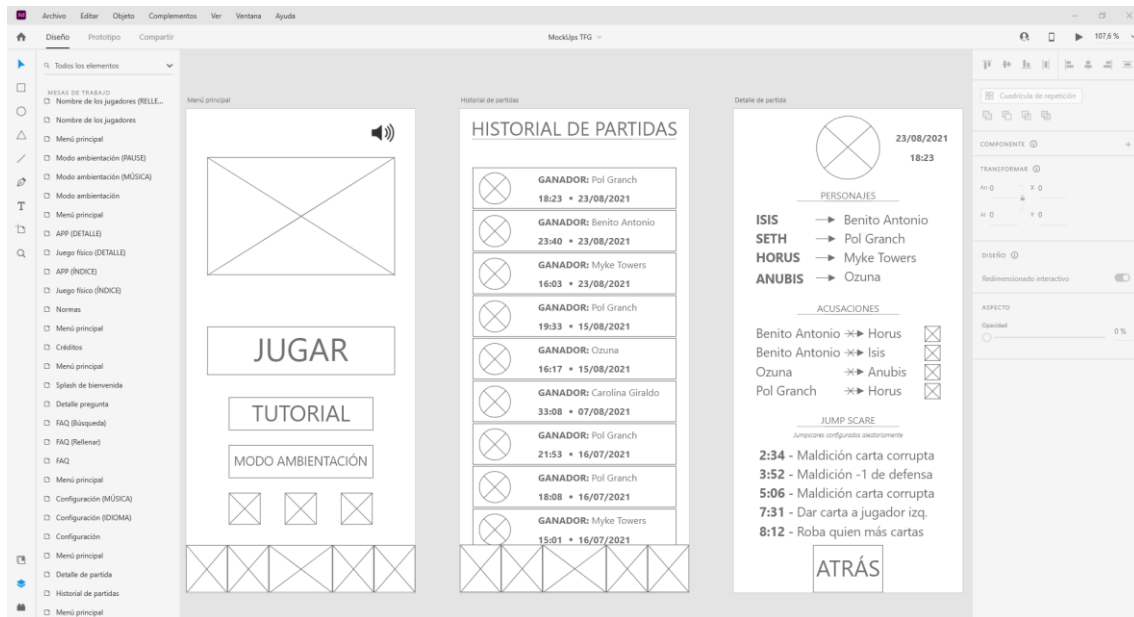 Xd Archivo Editar Objeto Complementos Ver Ventana Ayuda
Diseño Prototipo Compartir MockUps TFG 107,6 %
Todos los elementos
MESAS DE TRABAJO
Nombre de los jugadores (RELLE...
Nombre de los jugadores
Menú principal
Modo ambientación (PAUSE)
Modo ambientación (MÚSICA)
Modo ambientación
Menú principal
APP (DETALLE)
Juego físico (DETALLE)
APP (ÍNDICE)
Juego físico (ÍNDICE)
Normas
Menú principal
Créditos
Menú principal
Splash de bienvenida
Detalle pregunta
FAQ (Búsqueda)
FAQ (Rellenar)
FAQ
Menú principal
Configuración (MÚSICA)
Configuración (IDIOMA)
Configuración
Menú principal
Detalle de partida
Historial de partidas
Menú principal
Menú principal
JUGAR
TUTORIAL
MODO AMBIENTACIÓN
Historial de partidas
HISTORIAL DE PARTIDAS
GANADOR: Pol Granch
18:23 • 23/08/2021
GANADOR: Benito Antonio
23:40 • 23/08/2021
GANADOR: Myke Towers
16:03 • 23/08/2021
GANADOR: Pol Granch
19:33 • 15/08/2021
GANADOR: Ozuna
16:17 • 15/08/2021
GANADOR: Carolina Giraldo
33:08 • 07/08/2021
GANADOR: Pol Granch
21:53 • 16/07/2021
GANADOR: Pol Granch
18:08 • 16/07/2021
GANADOR: Myke Towers
15:01 • 16/07/2021
Detalle de partida
23/08/2021
18:23
PERSONAJES
ISIS Benito Antonio
SETH Pol Granch
HORUS Myke Towers
ANUBIS Ozuna
ACUSACIONES
Benito Antonio Horus
Benito Antonio Isis
Ozuna Anubis
Pol Granch Horus
JUMP SCARE
Jumpscares configurados aleatoriamente
2:34 - Maldición carta corrupta
3:52 - Maldición -1 de defensa
5:06 - Maldición carta corrupta
7:31 - Dar carta a jugador izq.
8:12 - Roba quien más cartas
ATRÁS
Cuadrícula de repetición
COMPONENTE
TRANSFORMAR
An 0 X 0
Al 0 Y 0
DISEÑO
Redimensionado interactivo
ASPECTO
Opacidad
0 %